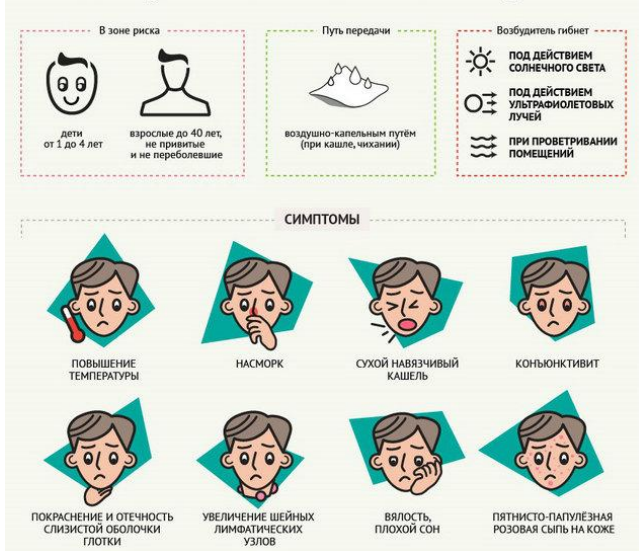 В зоне риска
дети
от 1 до 4 лет
взрослые до 40 лет,
не привитые
и не переболевшие
Путь передачи
воздушно-капельным путём
(при кашле, чихании)
Возбудитель гибнет
ПОД ДЕЙСТВИЕМ
СОЛНЕЧНОГО СВЕТА
ПОД ДЕЙСТВИЕМ
УЛЬТРАФИОЛЕТОВЫХ
ЛУЧЕЙ
ПРИ ПРОВЕТРИВАНИИ
ПОМЕЩЕНИЙ
СИМПТОМЫ
ПОВЫШЕНИЕ
ТЕМПЕРАТУРЫ
НАСМОРК
СУХОЙ НАВЯЗЧИВЫЙ
КАШЕЛЬ
КОНЪЮНКТИВИТ
ПОКРАСНЕНИЕ И ОТЕЧНОСТЬ
СЛИЗИСТОЙ ОБОЛОЧКИ
ГЛОТКИ
УВЕЛИЧЕНИЕ ШЕЙНЫХ
ЛИМФАТИЧЕСКИХ
УЗЛОВ
ВЯЛОСТЬ,
ПЛОХОЙ СОН
ПЯТНИСТО-ПАПУЛЁЗНАЯ
РОЗОВАЯ СЫПЬ НА КОЖЕ